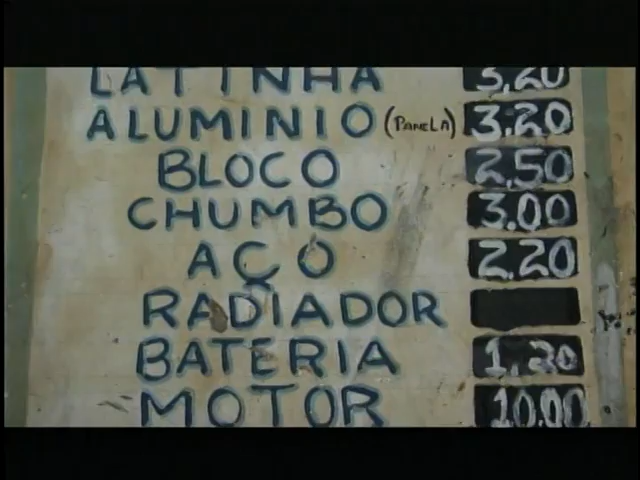 LATINHA 3,20
ALUMINIO (PANELA) 3.20
BLOCO 2,50
CHUMBO 3.00
AÇO 2.20
RADIADOR
BATERIA 1,20
MOTOR 10.00